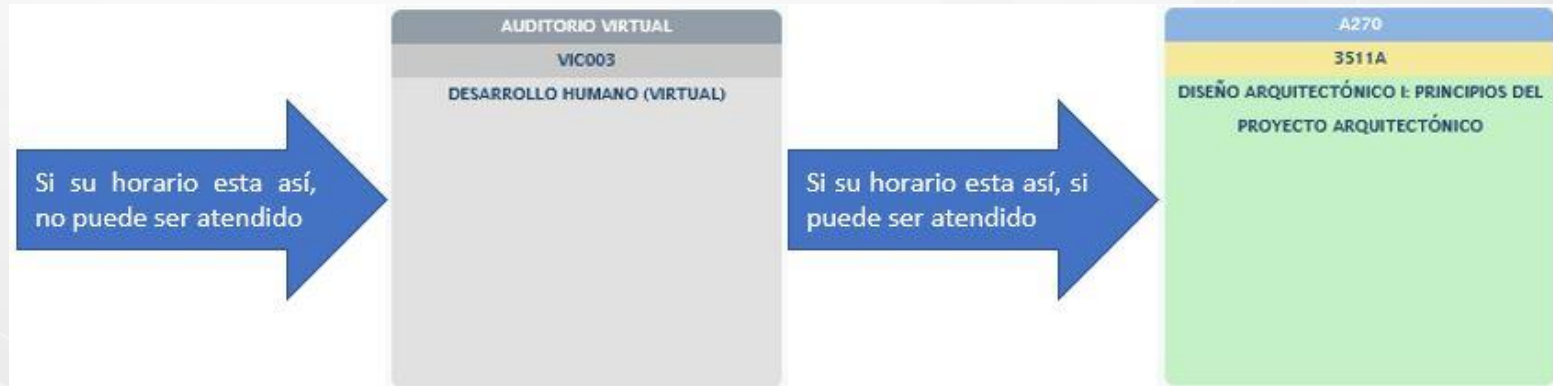 Si su horario esta así,
no puede ser atendido
AUDITORIO VIRTUAL
VIC003
DESARROLLO HUMANO (VIRTUAL)
Si su horario esta así, si
puede ser atendido
A270
3511A
DISEÑO ARQUITECTÓNICO I: PRINCIPIOS DEL
PROYECTO ARQUITECTÓNICO